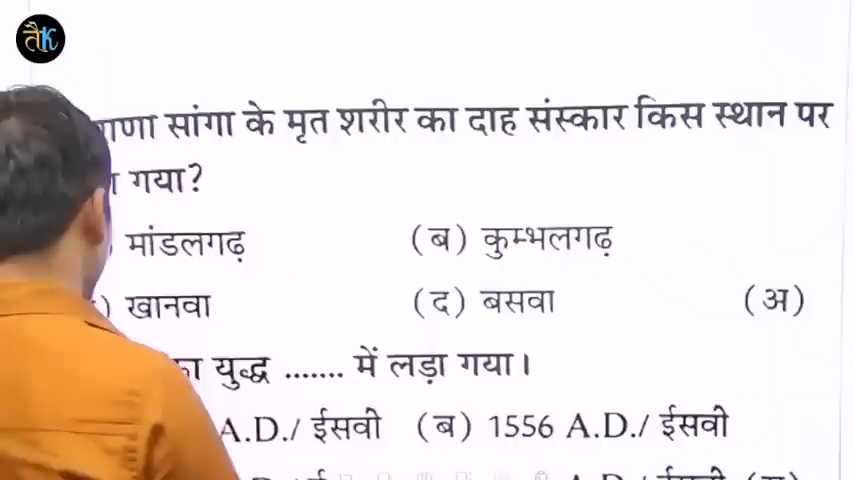 तैK
सांगा के मृत शरीर का दाह संस्कार किस स्थान पर
गया?
मांडलगढ़ (ब) कुम्भलगढ़
खानवा (द) बसवा (अ)
युद्ध ....... में लड़ा गया।
A.D./ ईसवी (ब) 1556 A.D./ ईसवी